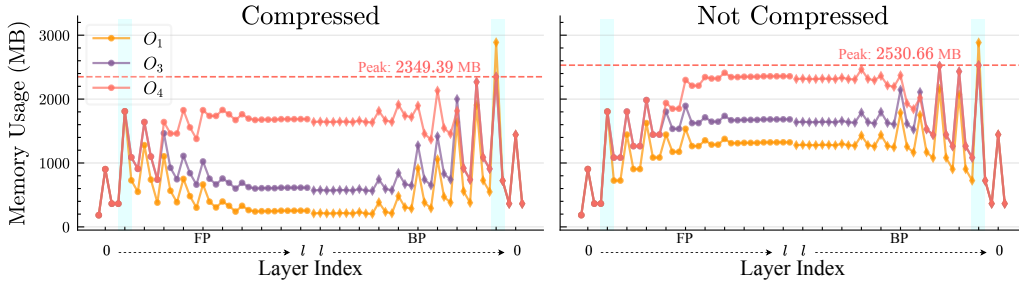 Compressed
Not Compressed
Memory Usage (MB)
3000
2000
1000
0
O1
O3
O4
Peak: 2349.39 MB
Peak: 2530.66 MB
FP
BP
0
l
l
0
Layer Index
FP
BP
0
l
l
0
Layer Index